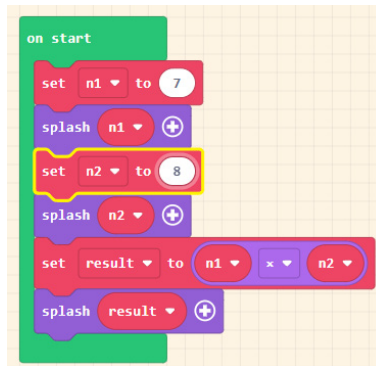 on start
set n1 to 7
splash n1
set n2 to 8
splash n2
set result to n1 × n2
splash result